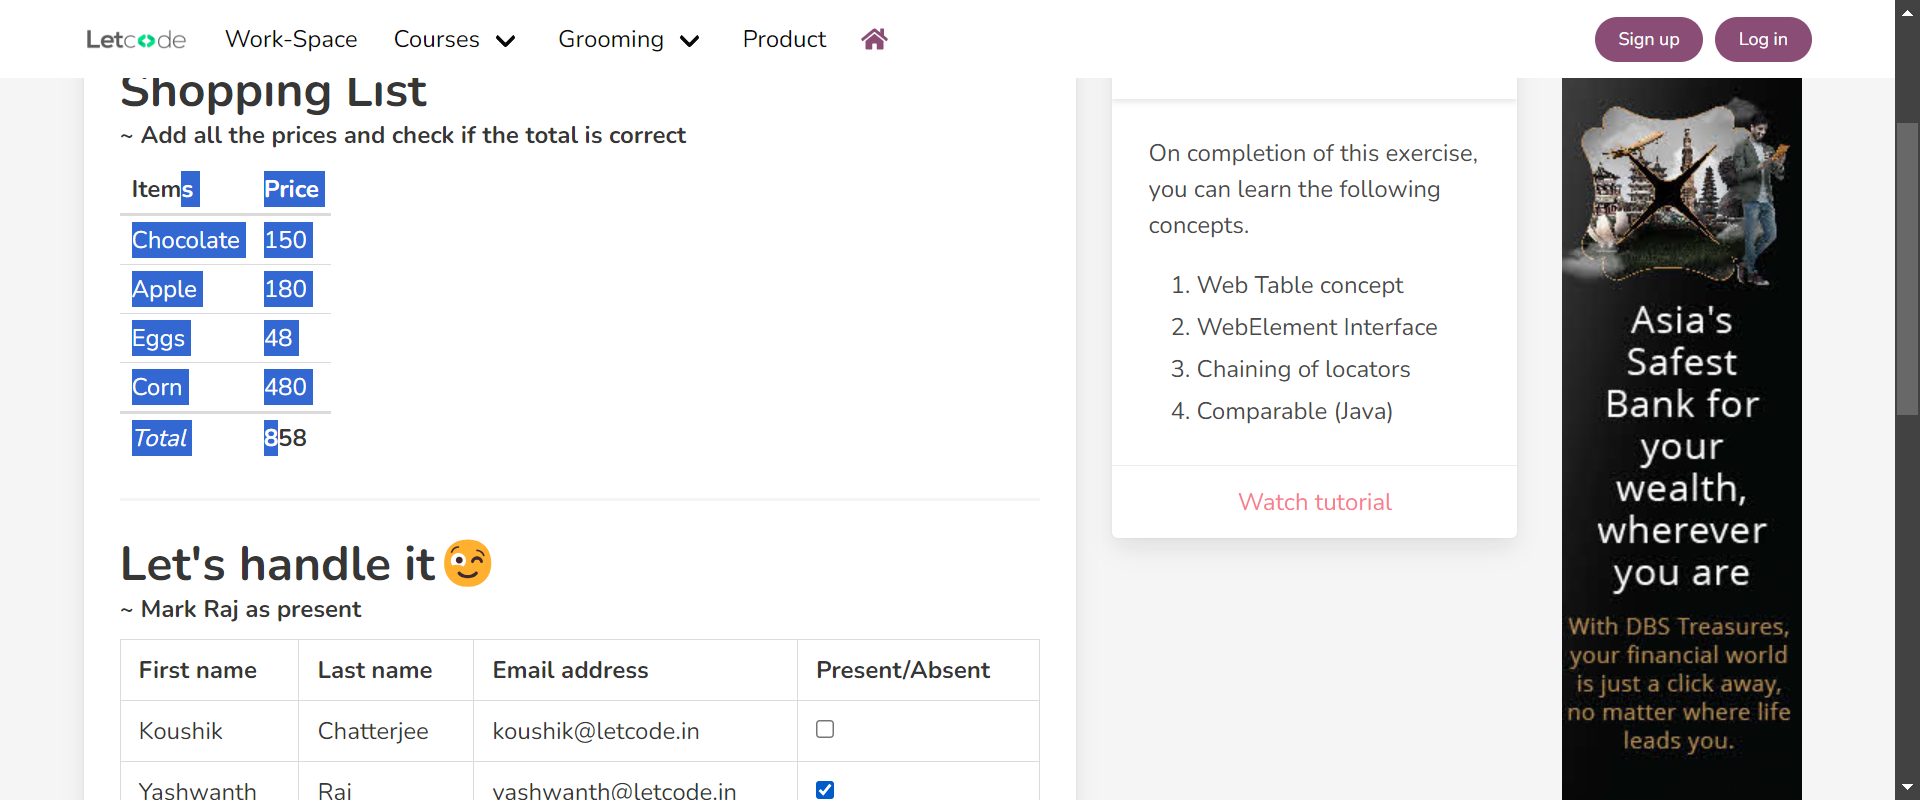 Letcode Work-Space Courses Grooming Product Sign up Log in
Shopping List
~ Add all the prices and check if the total is correct
Items Price
Chocolate 150
Apple 180
Eggs 48
Corn 480
Total 858
Let's handle it
~ Mark Raj as present
First name Last name Email address Present/Absent
Koushik Chatterjee koushik@letcode.in
Yashwanth Raj yashwanth@letcode.in
On completion of this exercise,
you can learn the following
concepts.
1. Web Table concept
2. WebElement Interface
3. Chaining of locators
4. Comparable (Java)
Watch tutorial
Asia's
Safest
Bank for
your
wealth,
wherever
you are
With DBS Treasures,
your financial world
is just a click away,
no matter where life
leads you.